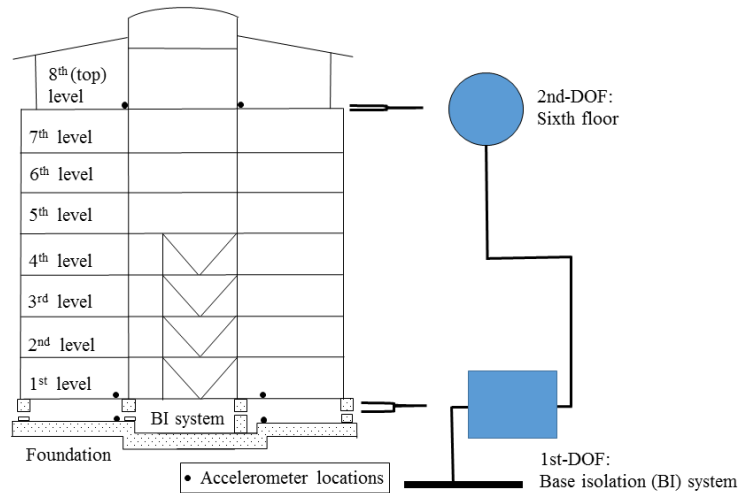 8th (top)
level
7th level
6th level
5th level
4th level
3rd level
2nd level
1st level
BI system
Foundation
• Accelerometer locations
2nd-DOF:
Sixth floor
1st-DOF:
Base isolation (BI) system